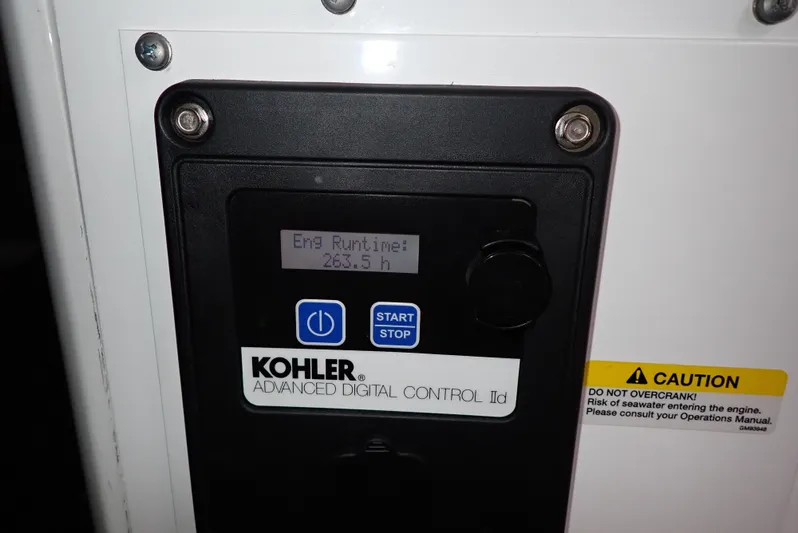 Eng Runtime:
263.5 h
START
STOP
KOHLER®
ADVANCED DIGITAL CONTROL IId
CAUTION
DO NOT OVERCRANK!
Risk of seawater entering the engine.
Please consult your Operations Manual.